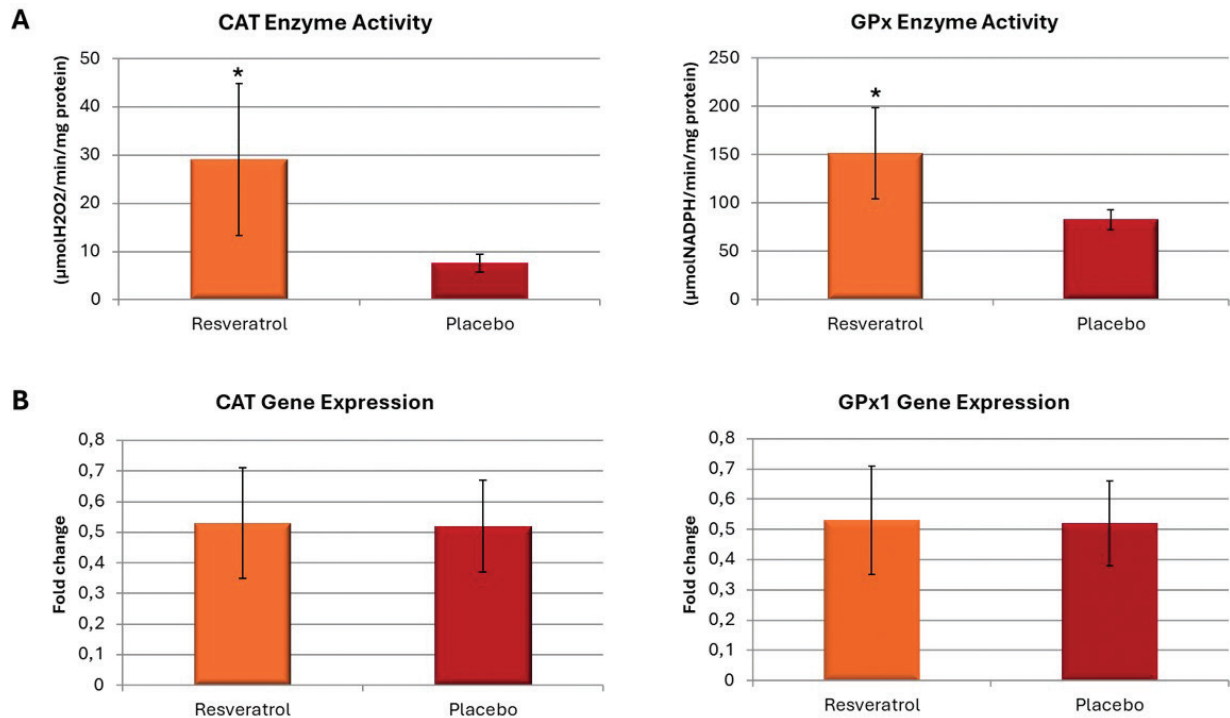 A
CAT Enzyme Activity
(µmolH2O2/min/mg protein)
50
40
30
20
10
0
*
Resveratrol
Placebo
GPx Enzyme Activity
(µmolNADPH/min/mg protein)
250
200
150
100
50
0
*
Resveratrol
Placebo
B
CAT Gene Expression
Fold change
0,8
0,7
0,6
0,5
0,4
0,3
0,2
0,1
0
Resveratrol
Placebo
GPx1 Gene Expression
Fold change
0,8
0,7
0,6
0,5
0,4
0,3
0,2
0,1
0
Resveratrol
Placebo